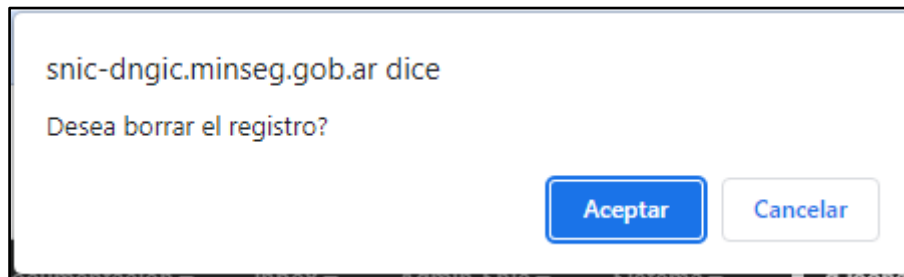 snic-dngic.minseg.gob.ar dice
Desea borrar el registro?
Aceptar Cancelar